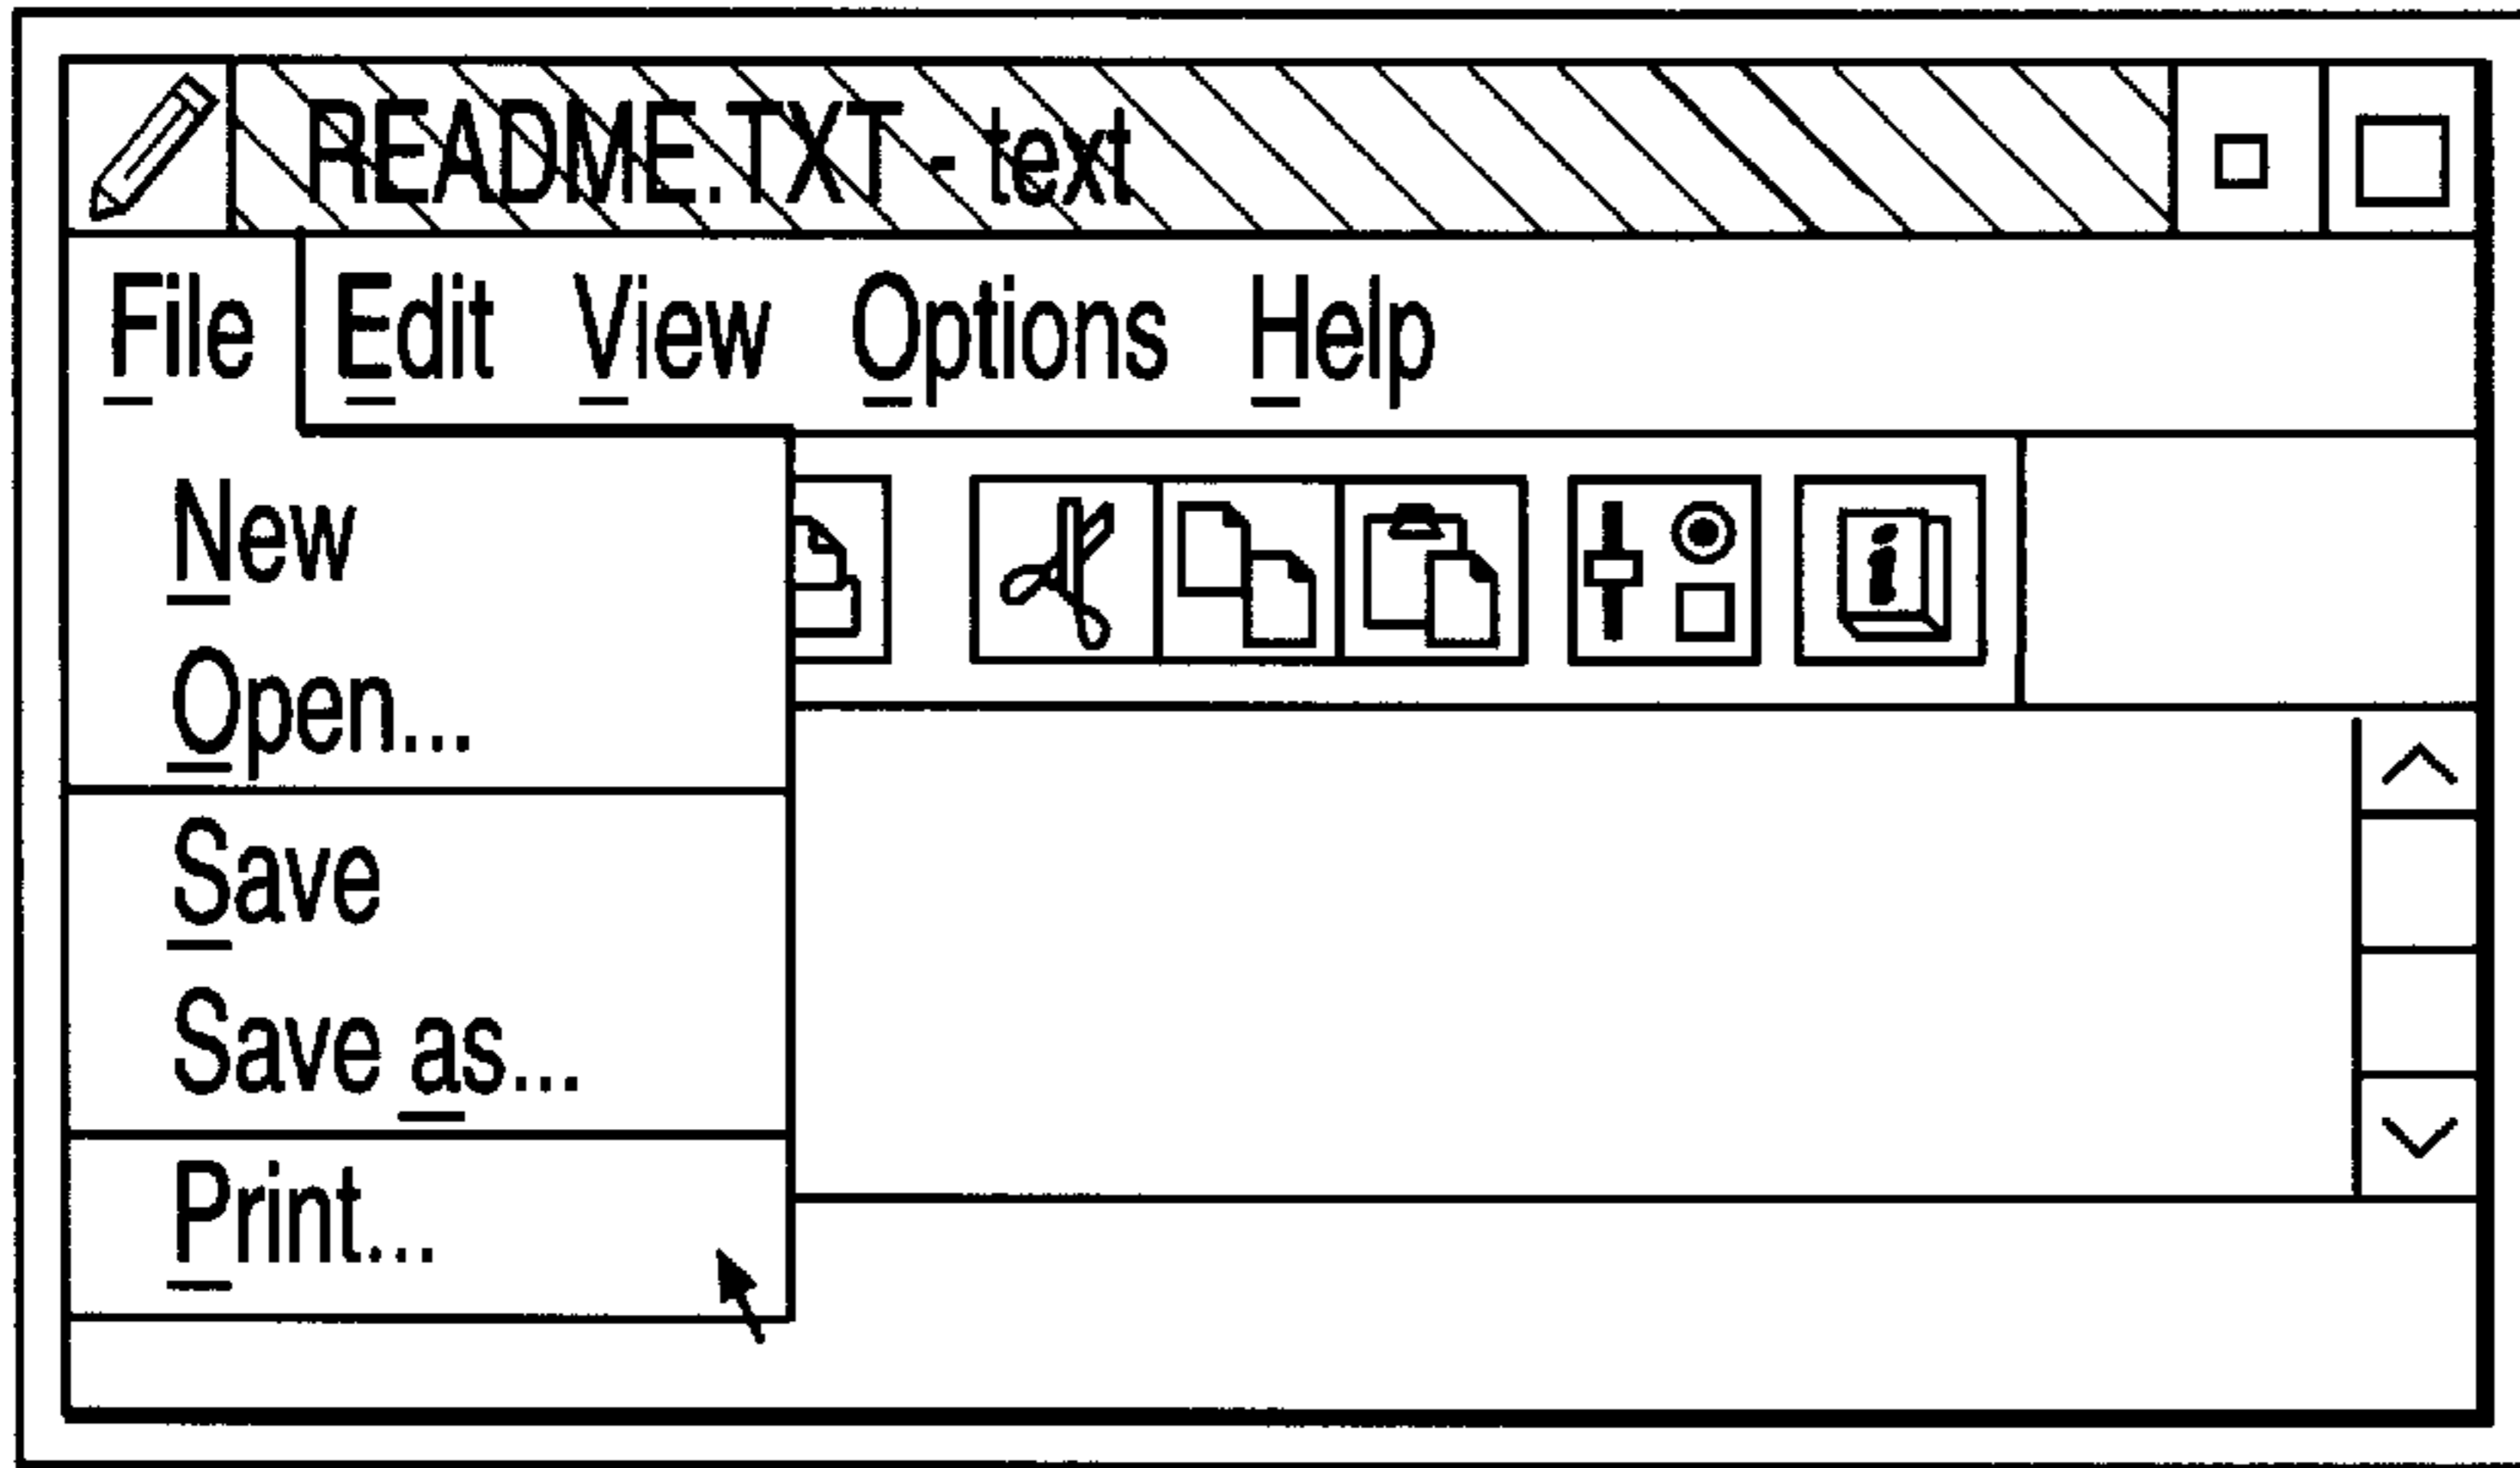 README.TXT - text
File Edit View Options Help
New
Open...
i
Save
Save as...
Print...